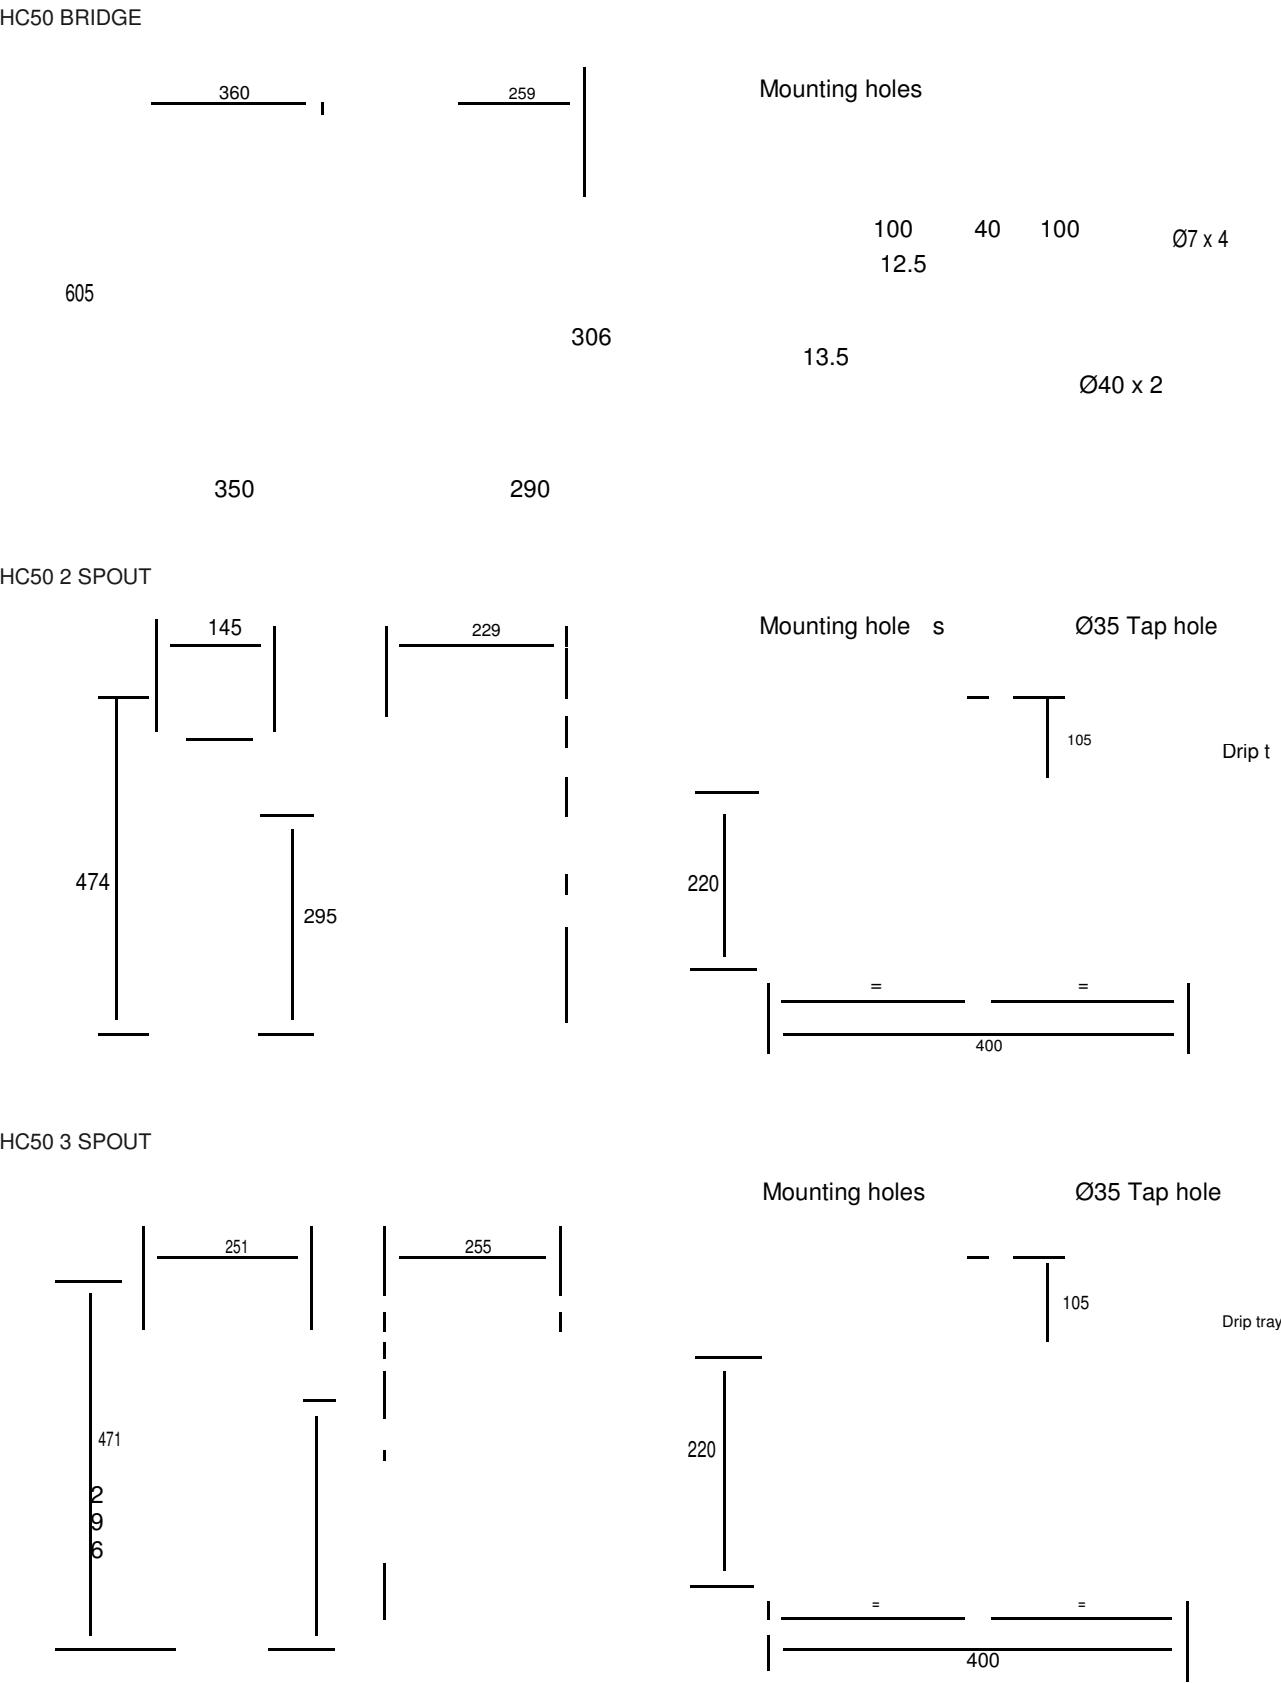 HC50 BRIDGE
360
259
Mounting holes
100 40 100
Ø7 x 4
12.5
605
306
13.5
Ø40 x 2
350
290
HC50 2 SPOUT
145
229
Mounting hole s
Ø35 Tap hole
105
Drip t
474
220
295
= =
400
HC50 3 SPOUT
Mounting holes
Ø35 Tap hole
251
255
105
Drip tray
471
220
2
9
6
= =
400